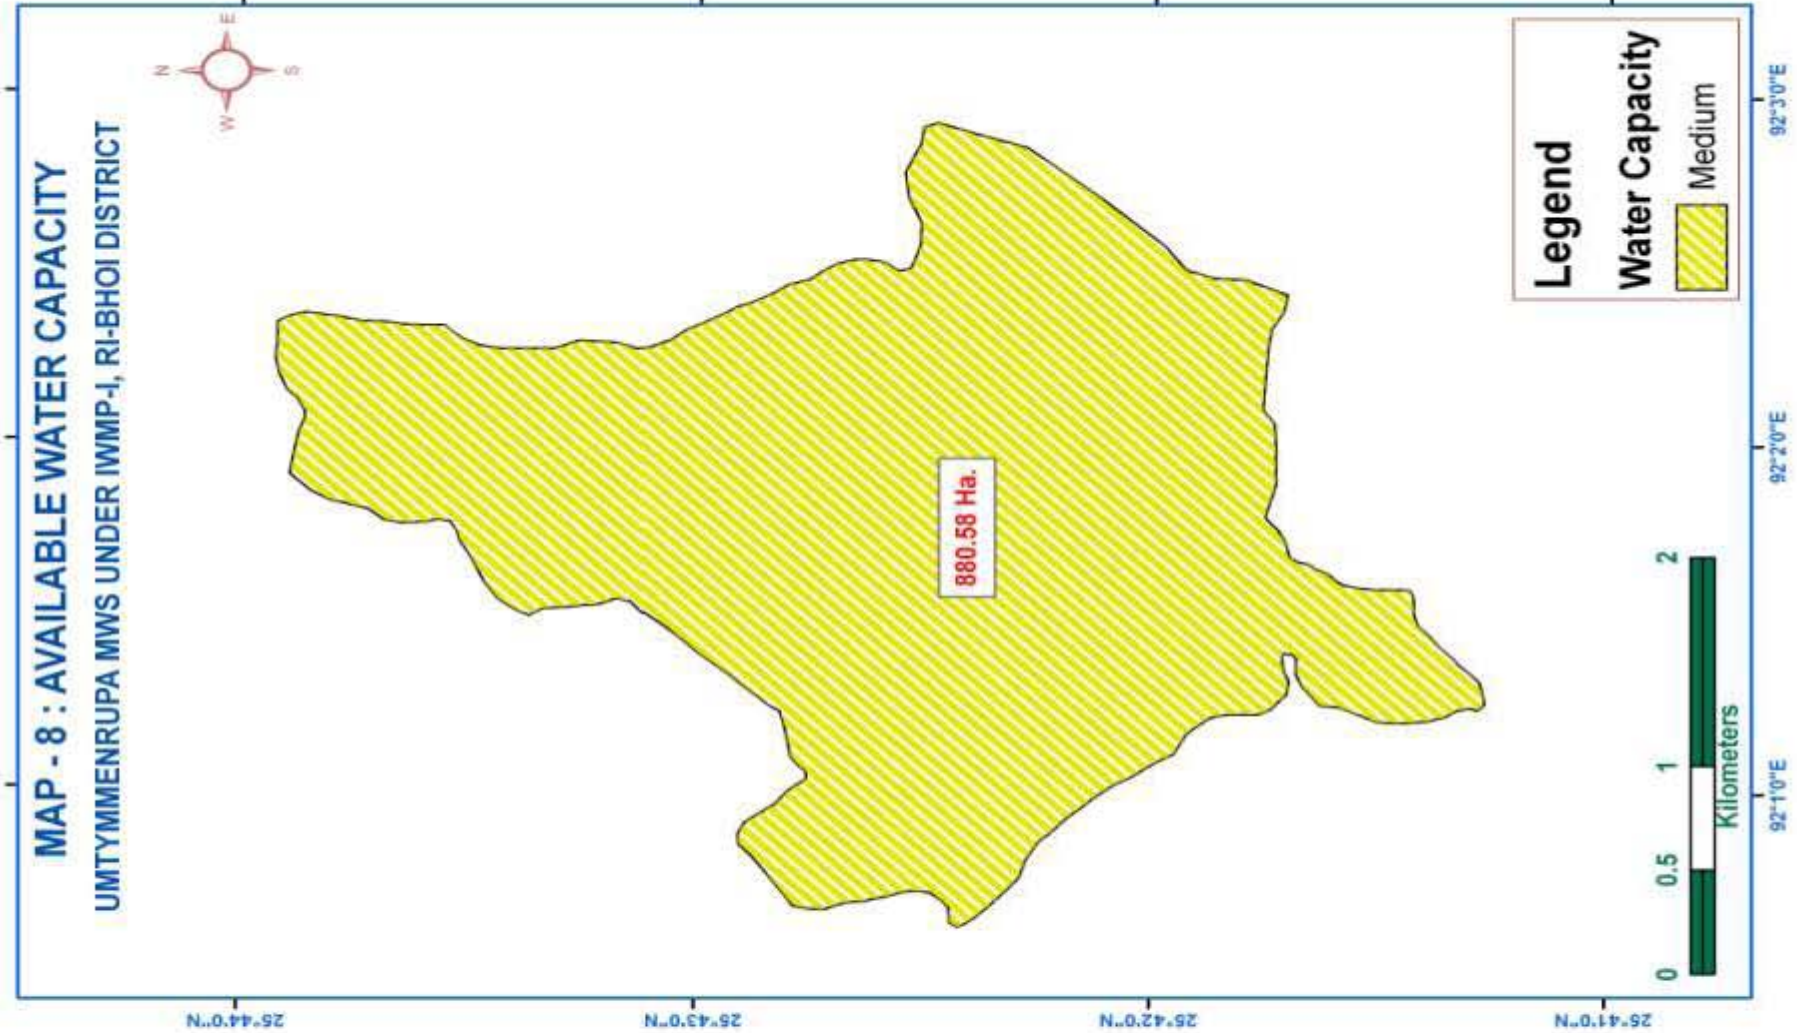 MAP - 8 : AVAILABLE WATER CAPACITY
UMTYMMENRUPA MWS UNDER IWMP-I, RI-BHOI DISTRICT
N
W
E
S
25°44'0"N
25°43'0"N
25°42'0"N
25°41'0"N
880.58 Ha.
0
0.5
1
2
Kilometers
Legend
Water Capacity
Medium
92°1'0"E
92°2'0"E
92°3'0"E